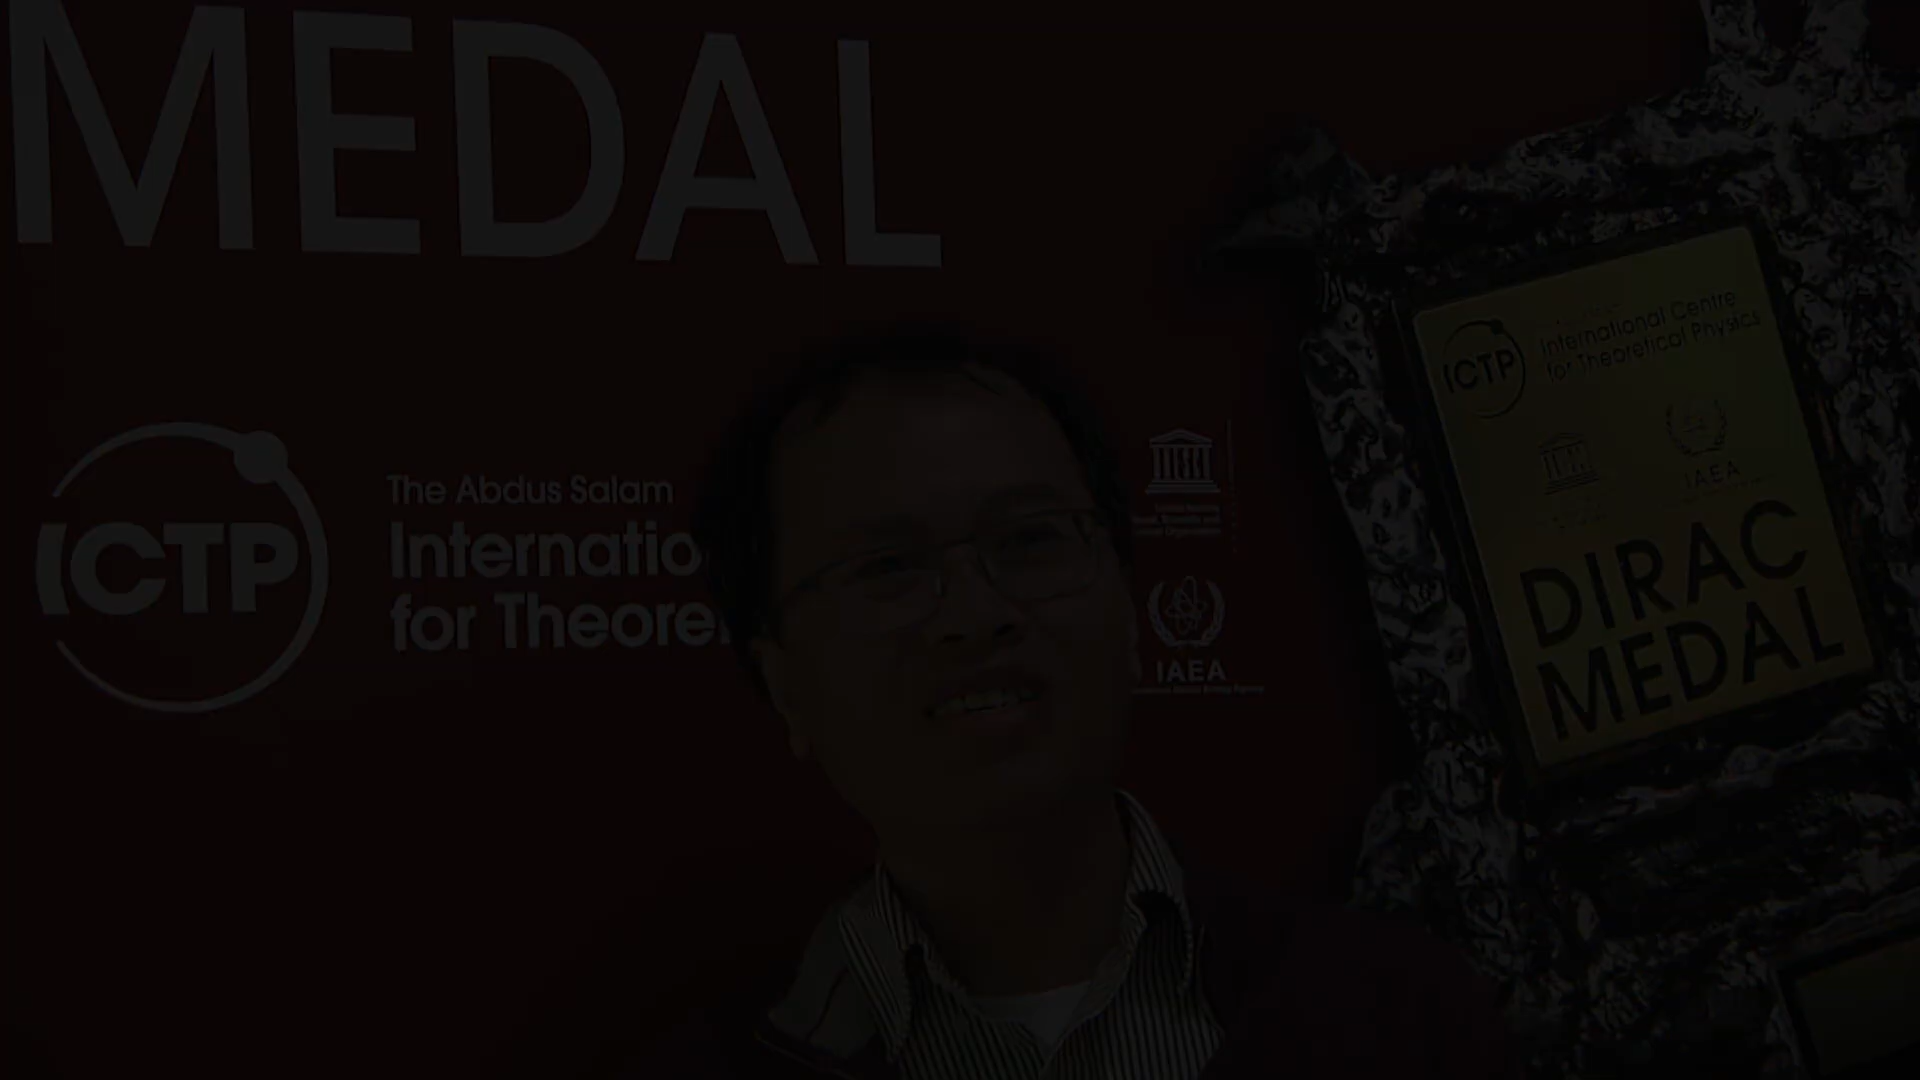 MEDAL
ICTP
The Abdus Salam
Internatio
for Theore
IAEA
ICTP
International Centre
for Theoretical Physics
IAEA
DIRAC
MEDAL